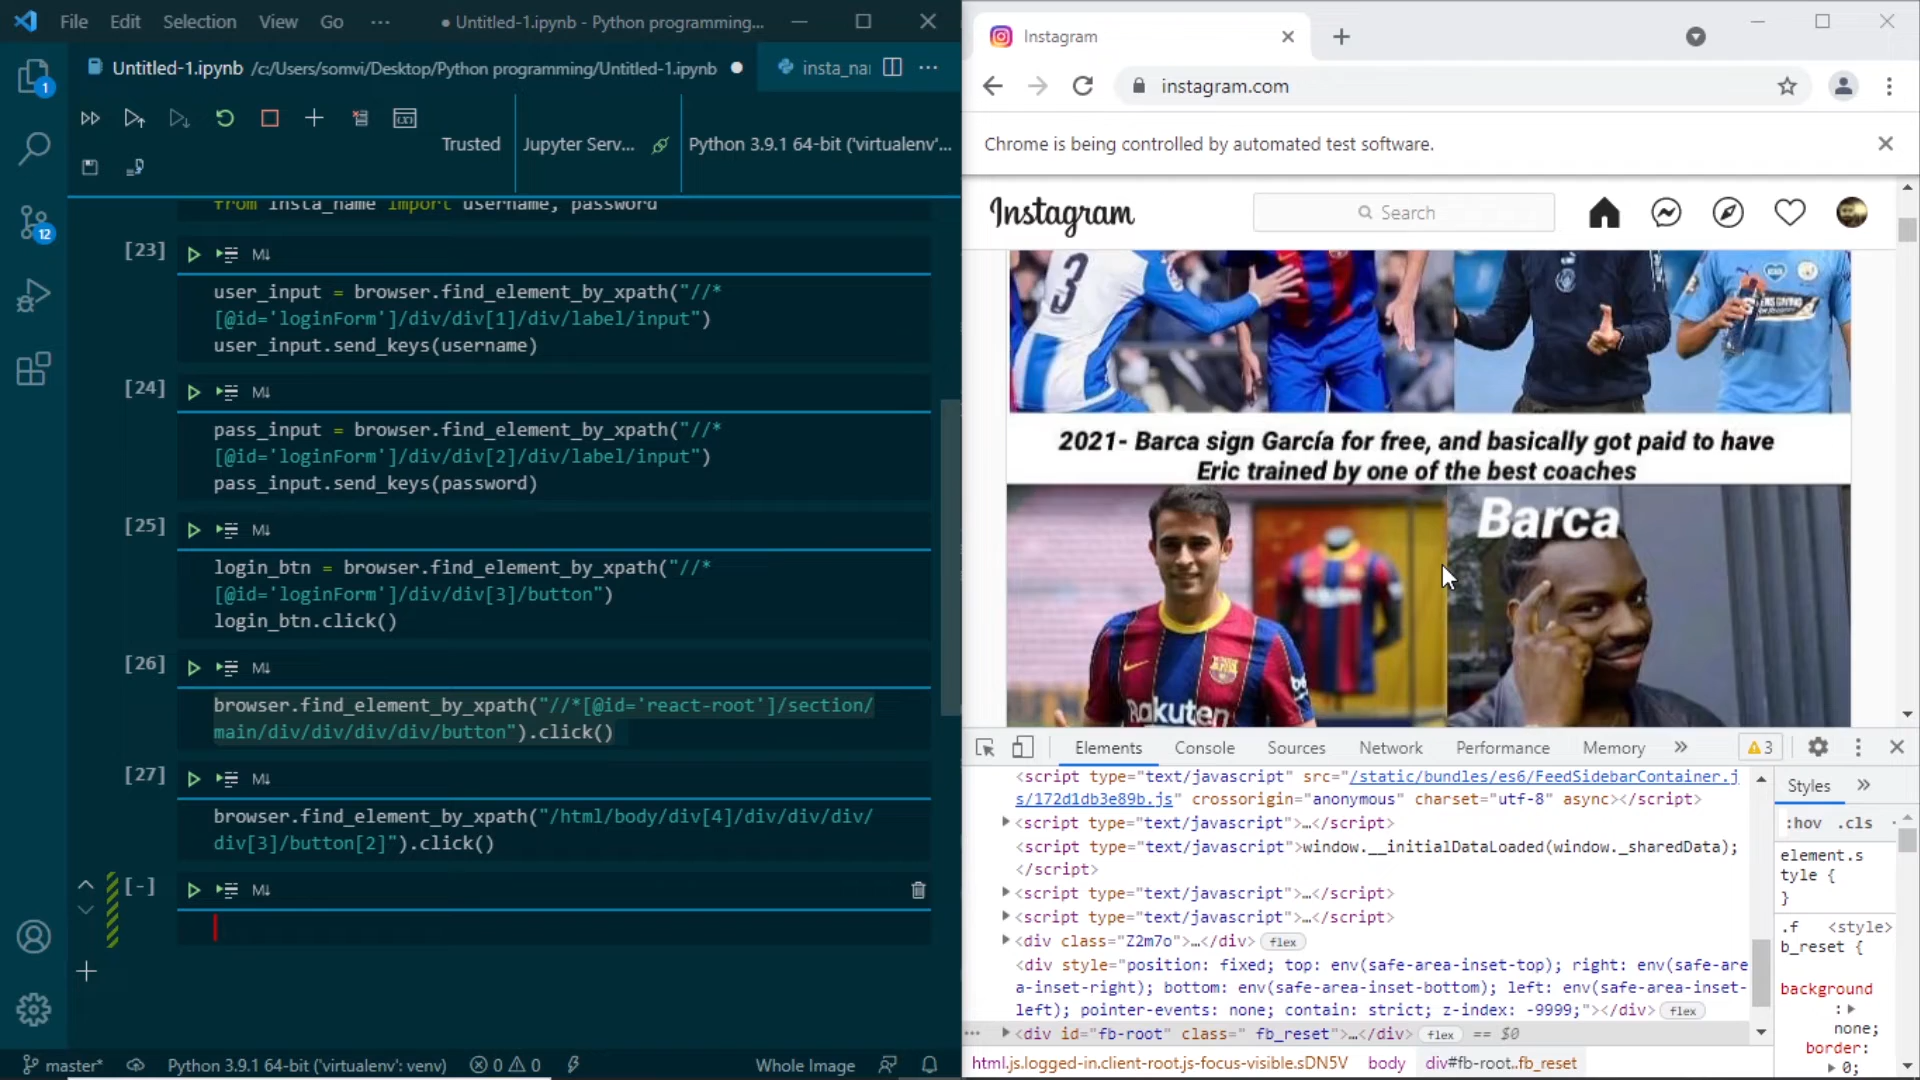 File Edit Selection View Go ··· ● Untitled-1.ipynb - Python programming...
Untitled-1.ipynb /c:/Users/somvi/Desktop/Python programming/Untitled-1.ipynb ● insta_na ···
1
12
Trusted Jupyter Serv... Python 3.9.1 64-bit ('virtualenv'...
from insta_name import username, password
[23] M↓
user_input = browser.find_element_by_xpath("//*
[@id='loginForm']/div/div[1]/div/label/input")
user_input.send_keys(username)
[24] M↓
pass_input = browser.find_element_by_xpath("//*
[@id='loginForm']/div/div[2]/div/label/input")
pass_input.send_keys(password)
[25] M↓
login_btn = browser.find_element_by_xpath("//*
[@id='loginForm']/div/div[3]/button")
login_btn.click()
[26] M↓
browser.find_element_by_xpath("//*[@id='react-root']/section/
main/div/div/div/div/button").click()
[27] M↓
browser.find_element_by_xpath("/html/body/div[4]/div/div/div/
div[3]/button[2]").click()
[-] M↓
master* Python 3.9.1 64-bit ('virtualenv': venv) 0 0 Whole Image
Instagram
instagram.com
Chrome is being controlled by automated test software.
Instagram Search
3
2021- Barca sign García for free, and basically got paid to have
Eric trained by one of the best coaches
Barca
Rakuten
Elements Console Sources Network Performance Memory » 3
<script type="text/javascript" src="/static/bundles/es6/FeedSidebarContainer.j
s/172d1db3e89b.js" crossorigin="anonymous" charset="utf-8" async></script>
<script type="text/javascript">…</script>
<script type="text/javascript">window.__initialDataLoaded(window._sharedData);
</script>
<script type="text/javascript">…</script>
<script type="text/javascript">…</script>
<div class="Z2m7o">…</div> flex
<div style="position: fixed; top: env(safe-area-inset-top); right: env(safe-are
a-inset-right); bottom: env(safe-area-inset-bottom); left: env(safe-area-inset-
left); pointer-events: none; contain: strict; z-index: -9999;"></div> flex
··· <div id="fb-root" class=" fb_reset">…</div> flex == $0
html.js.logged-in.client-root.js-focus-visible.sDN5V body div#fb-root..fb_reset
Styles »
:hov .cls
element.s
tyle {
}
.f <style>
b_reset {
background
:
none;
border:
0;